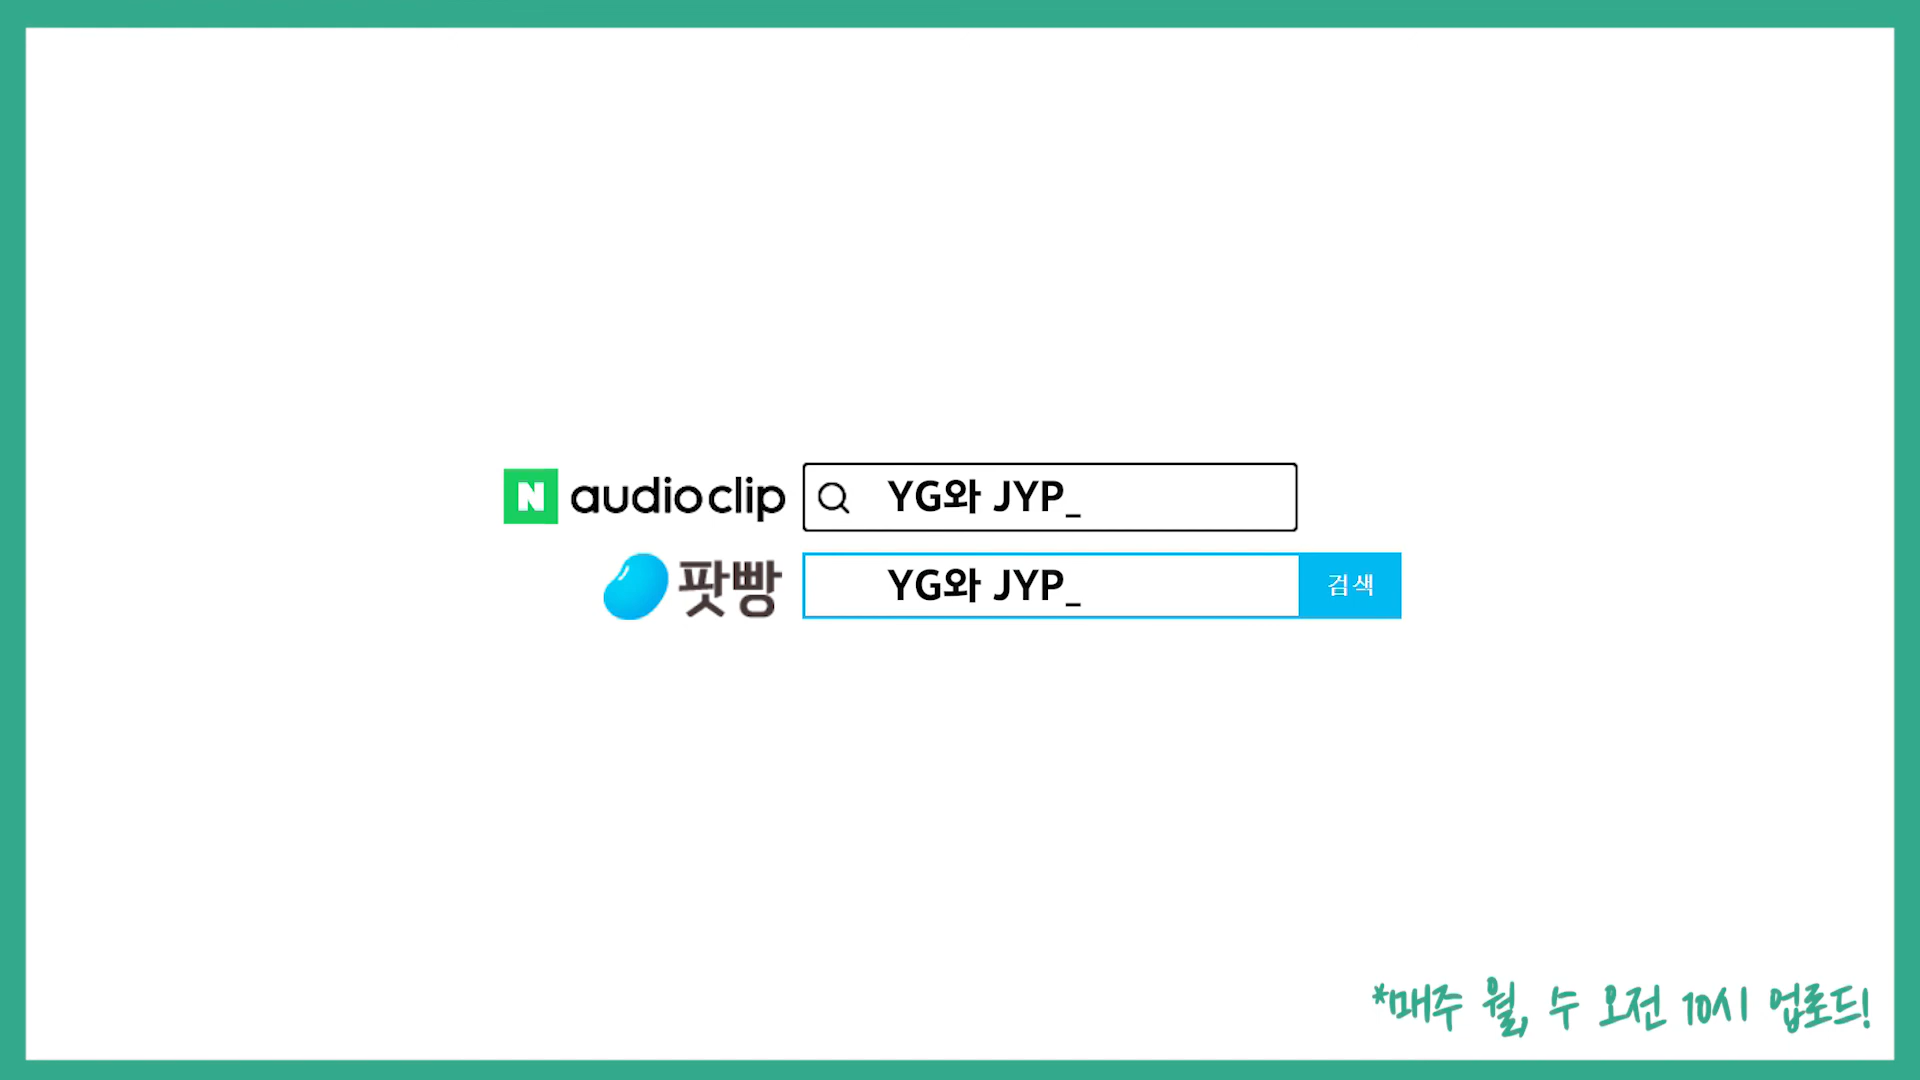 N audioclip YG와 JYP_
팟빵 YG와 JYP_ 검색
*매주 월, 수 오전 10시 업로드!